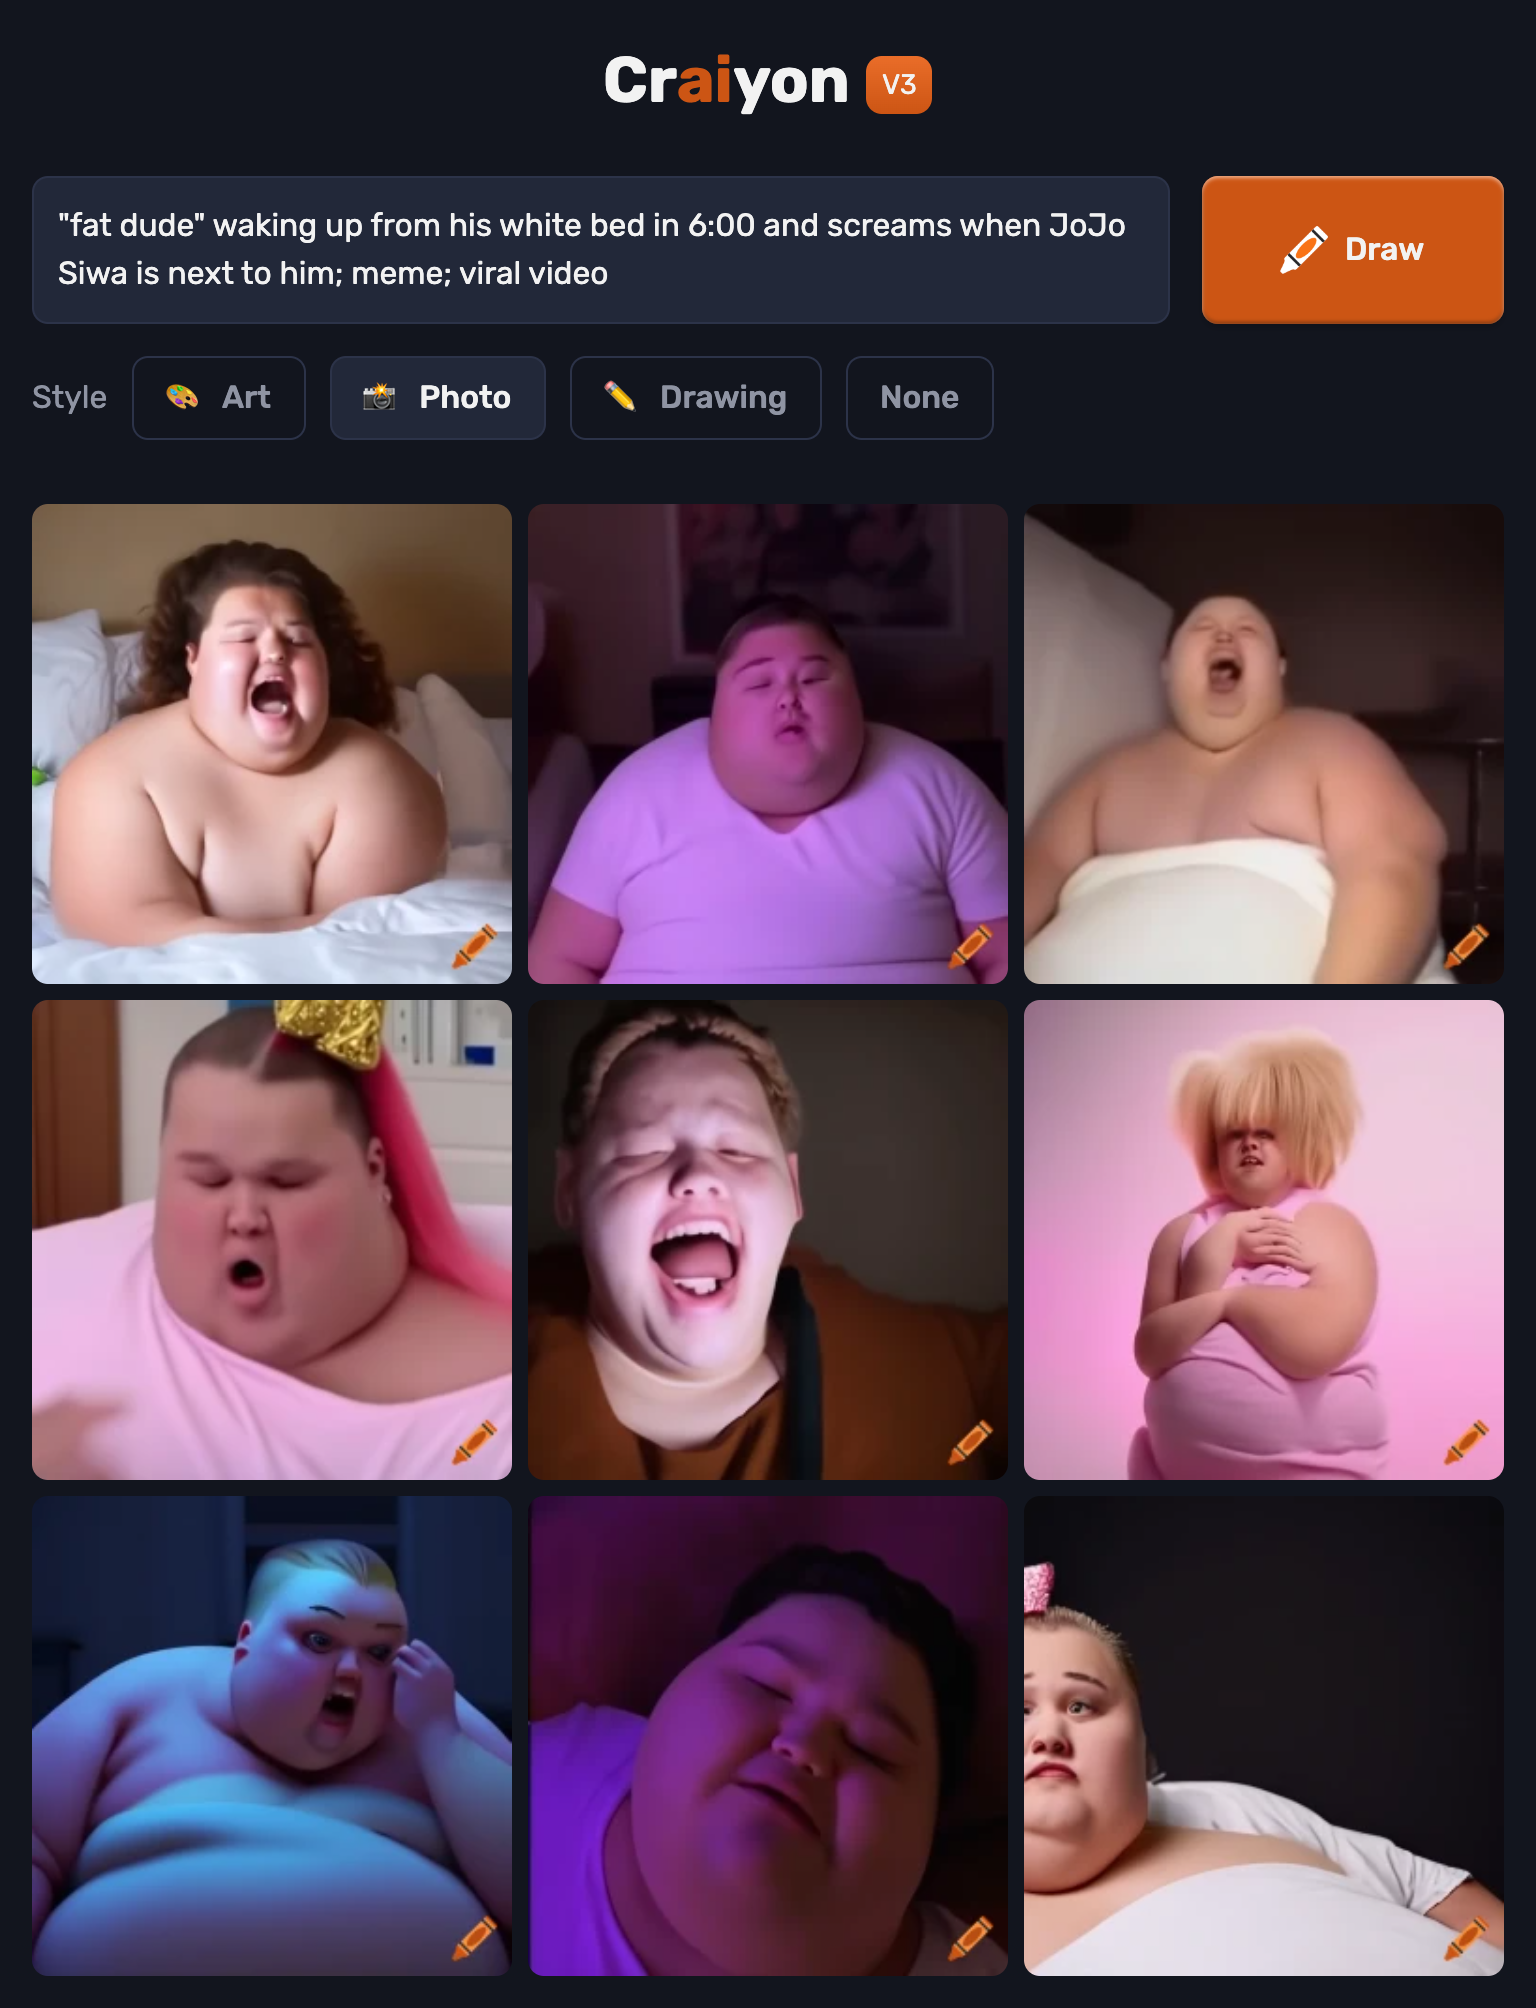 Craiyon V3
"fat dude" waking up from his white bed in 6:00 and screams when JoJo
Siwa is next to him; meme; viral video
Draw
Style
Art
Photo
Drawing
None